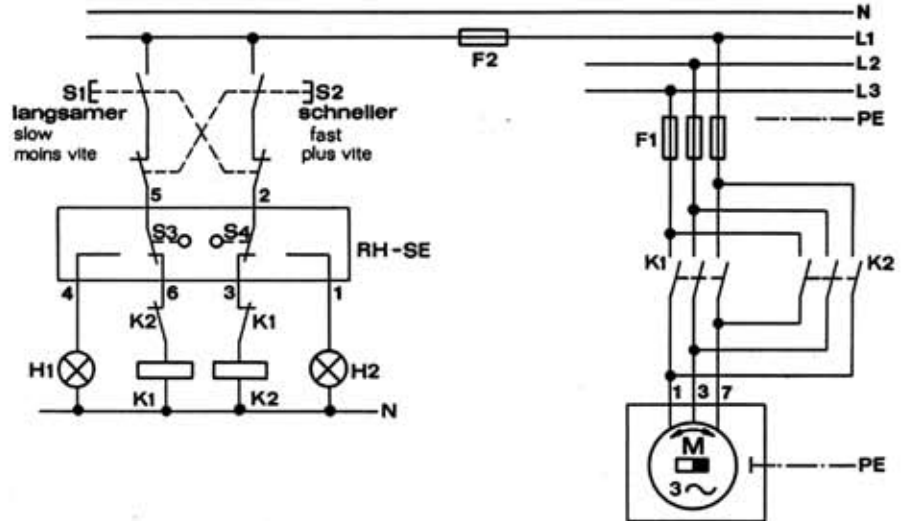 N
L1
F2
L2
L3
PE
F1
S1
langsamer
slow
moins vite
S2
schneller
fast
plus vite
5
2
S3
S4
RH-SE
4
6
3
1
K2
K1
H1
K1
K2
H2
N
K1
K2
1 3 7
M
3~
PE